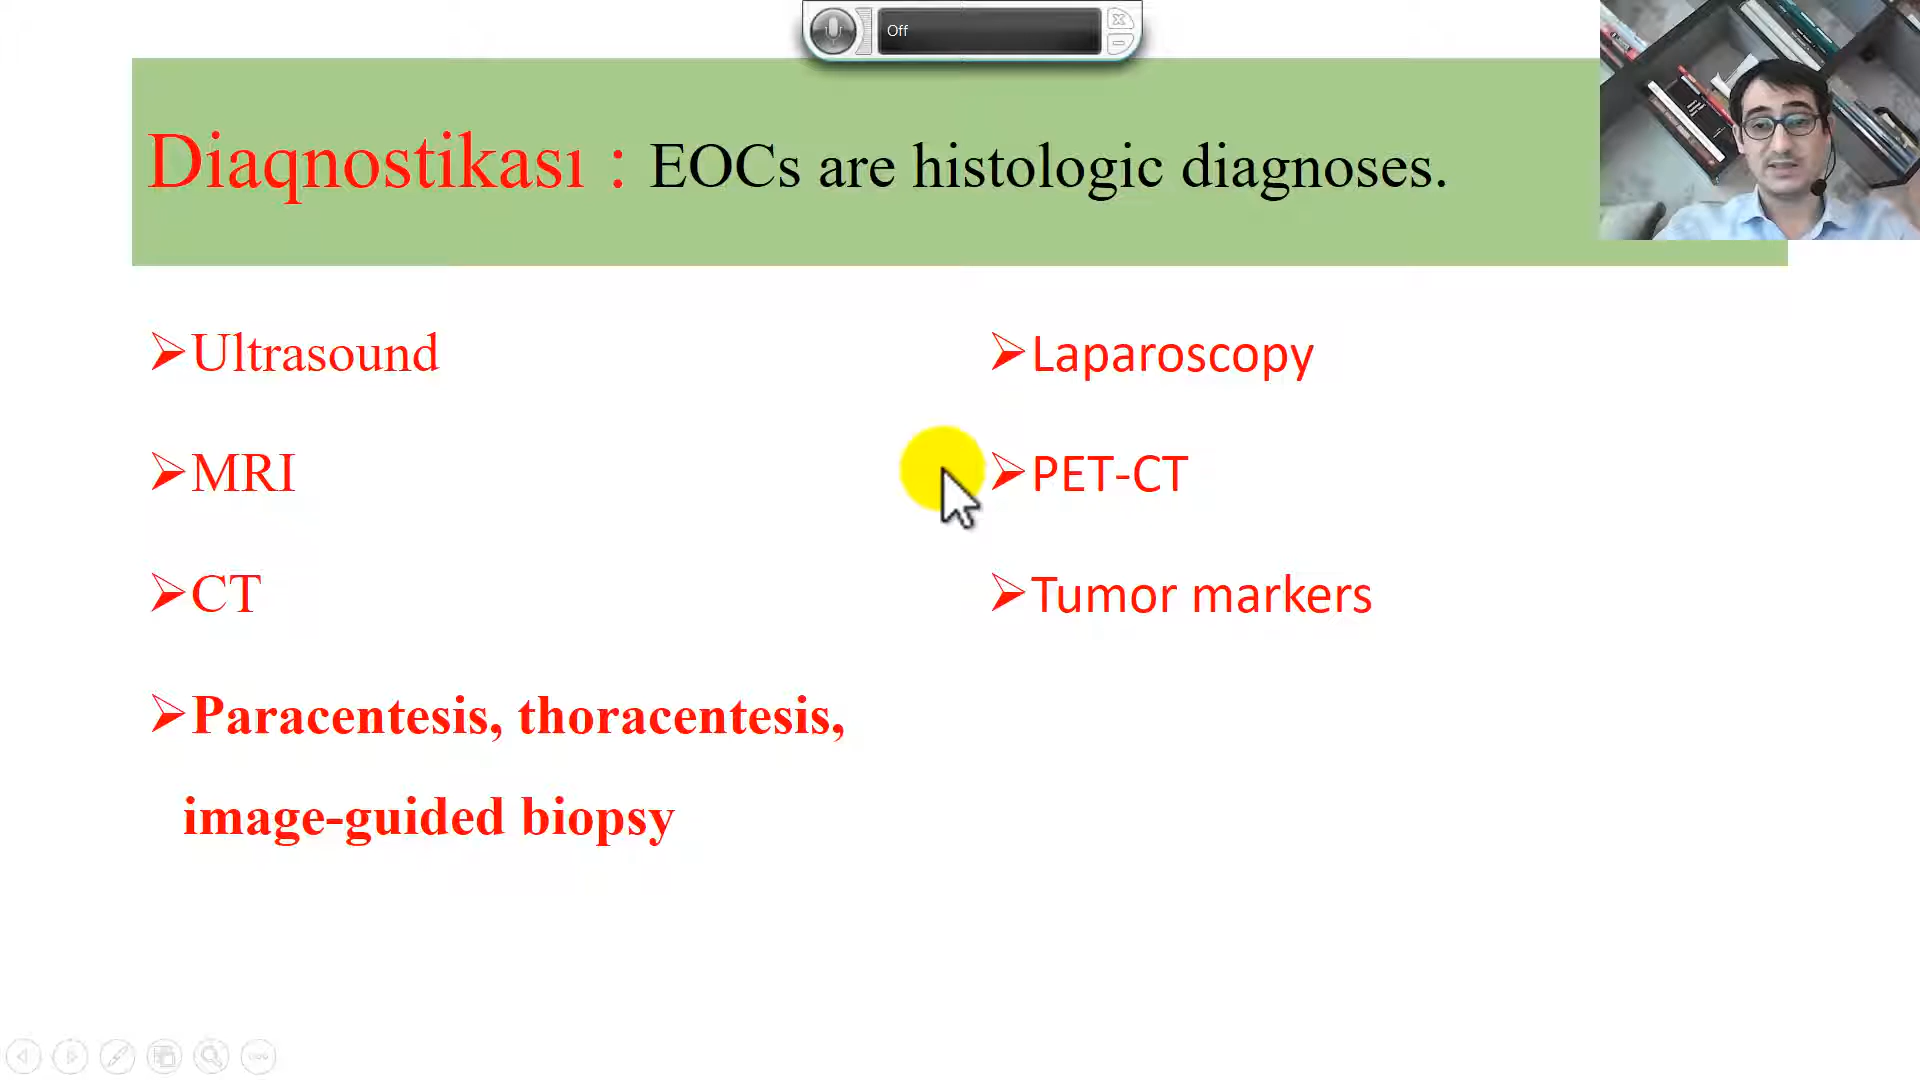 Off
Diaqnostikası : EOCs are histologic diagnoses.
➢Ultrasound
➢MRI
➢CT
➢Paracentesis, thoracentesis,
image-guided biopsy
➢Laparoscopy
➢PET-CT
➢Tumor markers